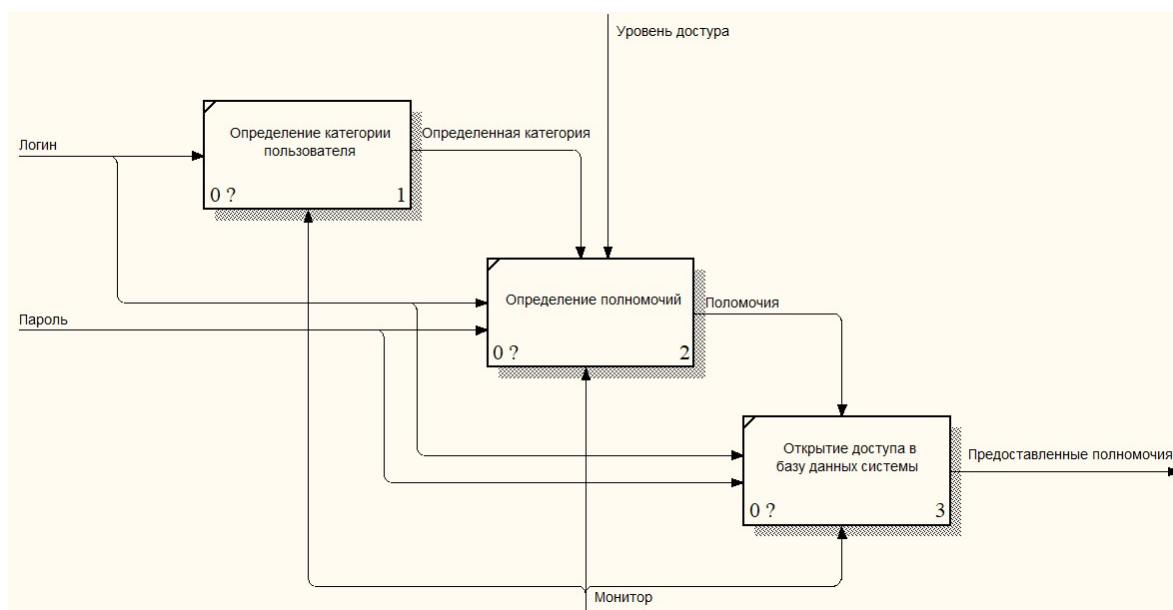 Уровень достура
Определение категории
пользователя
0 ?
1
Определенная категория
Логин
Определение полномочий
0 ?
2
Поломочия
Пароль
Открытие доступа в
базу данных системы
0 ?
3
Предоставленные полномочия
Монитор